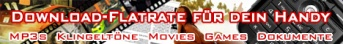 Download-Flatrate für dein Handy
MP3s Klingeltöne Movies Games Dokumente